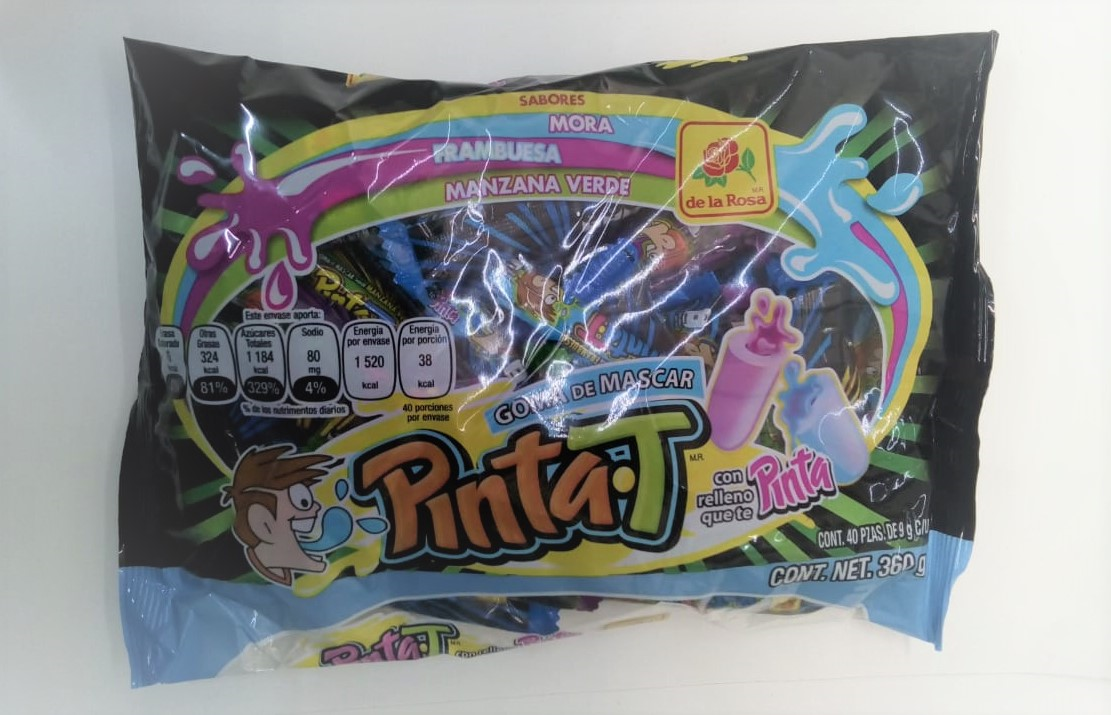 SABORES
MORA
FRAMBUESA
MANZANA VERDE
M.R.
de la Rosa
Pinta
Este envase aporta:
Otras Grasas
324
kcal
81%
Azúcares Totales
1 184
kcal
329%
Sodio
80
mg
4%
Energía por envase
1 520
kcal
Energía por porción
38
kcal
% de los nutrimentos diarios
40 porciones
por envase
GOMA DE MASCAR
Pinta·T
M.R.
con
relleno
que te
Pinta
CONT. 40 PZAS. DE 9 g C/U
CONT. NET. 360 g
Pinta·T